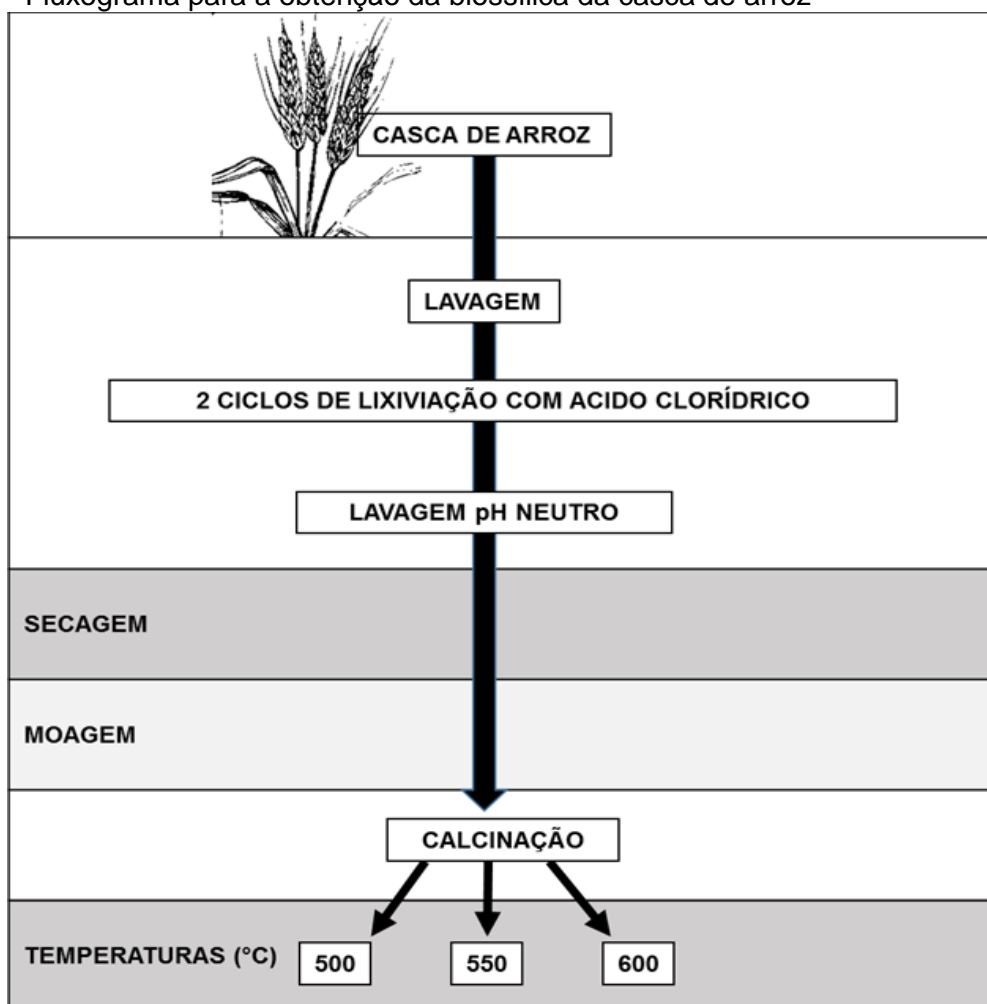 Fluxograma para a obtenção da biossílica da casca de arroz
CASCA DE ARROZ
LAVAGEM
2 CICLOS DE LIXIVIAÇÃO COM ACIDO CLORÍDRICO
LAVAGEM pH NEUTRO
SECAGEM
MOAGEM
CALCINAÇÃO
TEMPERATURAS (°C) 500 550 600